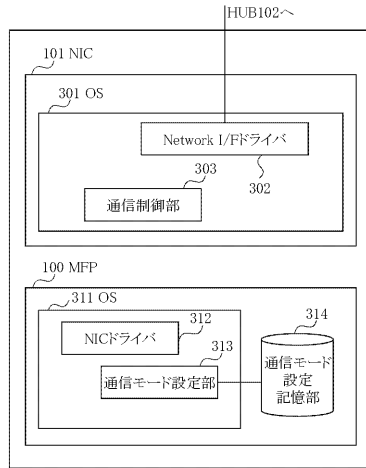 HUB102へ
101 NIC
301 OS
Network I/Fドライバ
303
302
通信制御部
100 MFP
311 OS
312
314
NICドライバ
313
通信モード
設定
記憶部
通信モード設定部